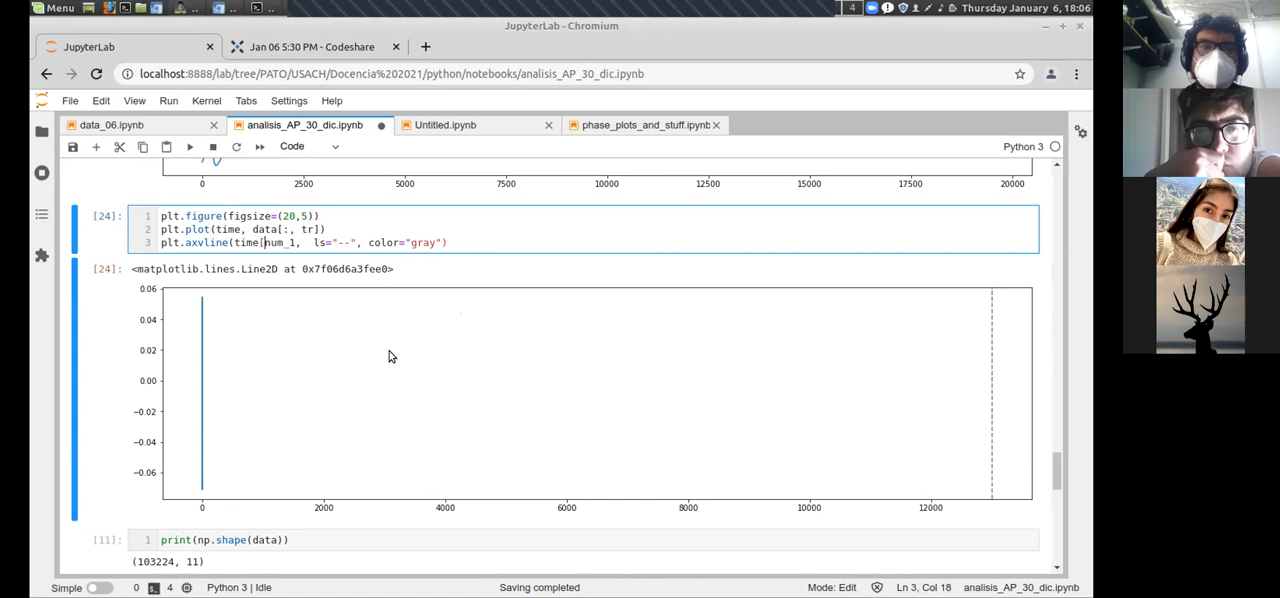 Menu
4
Thursday January 6, 18:06
JupyterLab - Chromium
JupyterLab
Jan 06 5:30 PM - Codeshare
localhost:8888/lab/tree/PATO/USACH/Docencia%202021/python/notebooks/analisis_AP_30_dic.ipynb
File Edit View Run Kernel Tabs Settings Help
data_06.ipynb
analisis_AP_30_dic.ipynb
Untitled.ipynb
phase_plots_and_stuff.ipynb
Code
Python 3
0 2500 5000 7500 10000 12500 15000 17500 20000
[24]:
1 plt.figure(figsize=(20,5))
2 plt.plot(time, data[:, tr])
3 plt.axvline(time[num_1,  ls="--", color="gray")
[24]: <matplotlib.lines.Line2D at 0x7f06d6a3fee0>
0.06
0.04
0.02
0.00
−0.02
−0.04
−0.06
0 2000 4000 6000 8000 10000 12000
[11]: 1 print(np.shape(data))
(103224, 11)
Simple 0 4 Python 3 | Idle Saving completed Mode: Edit Ln 3, Col 18 analisis_AP_30_dic.ipynb